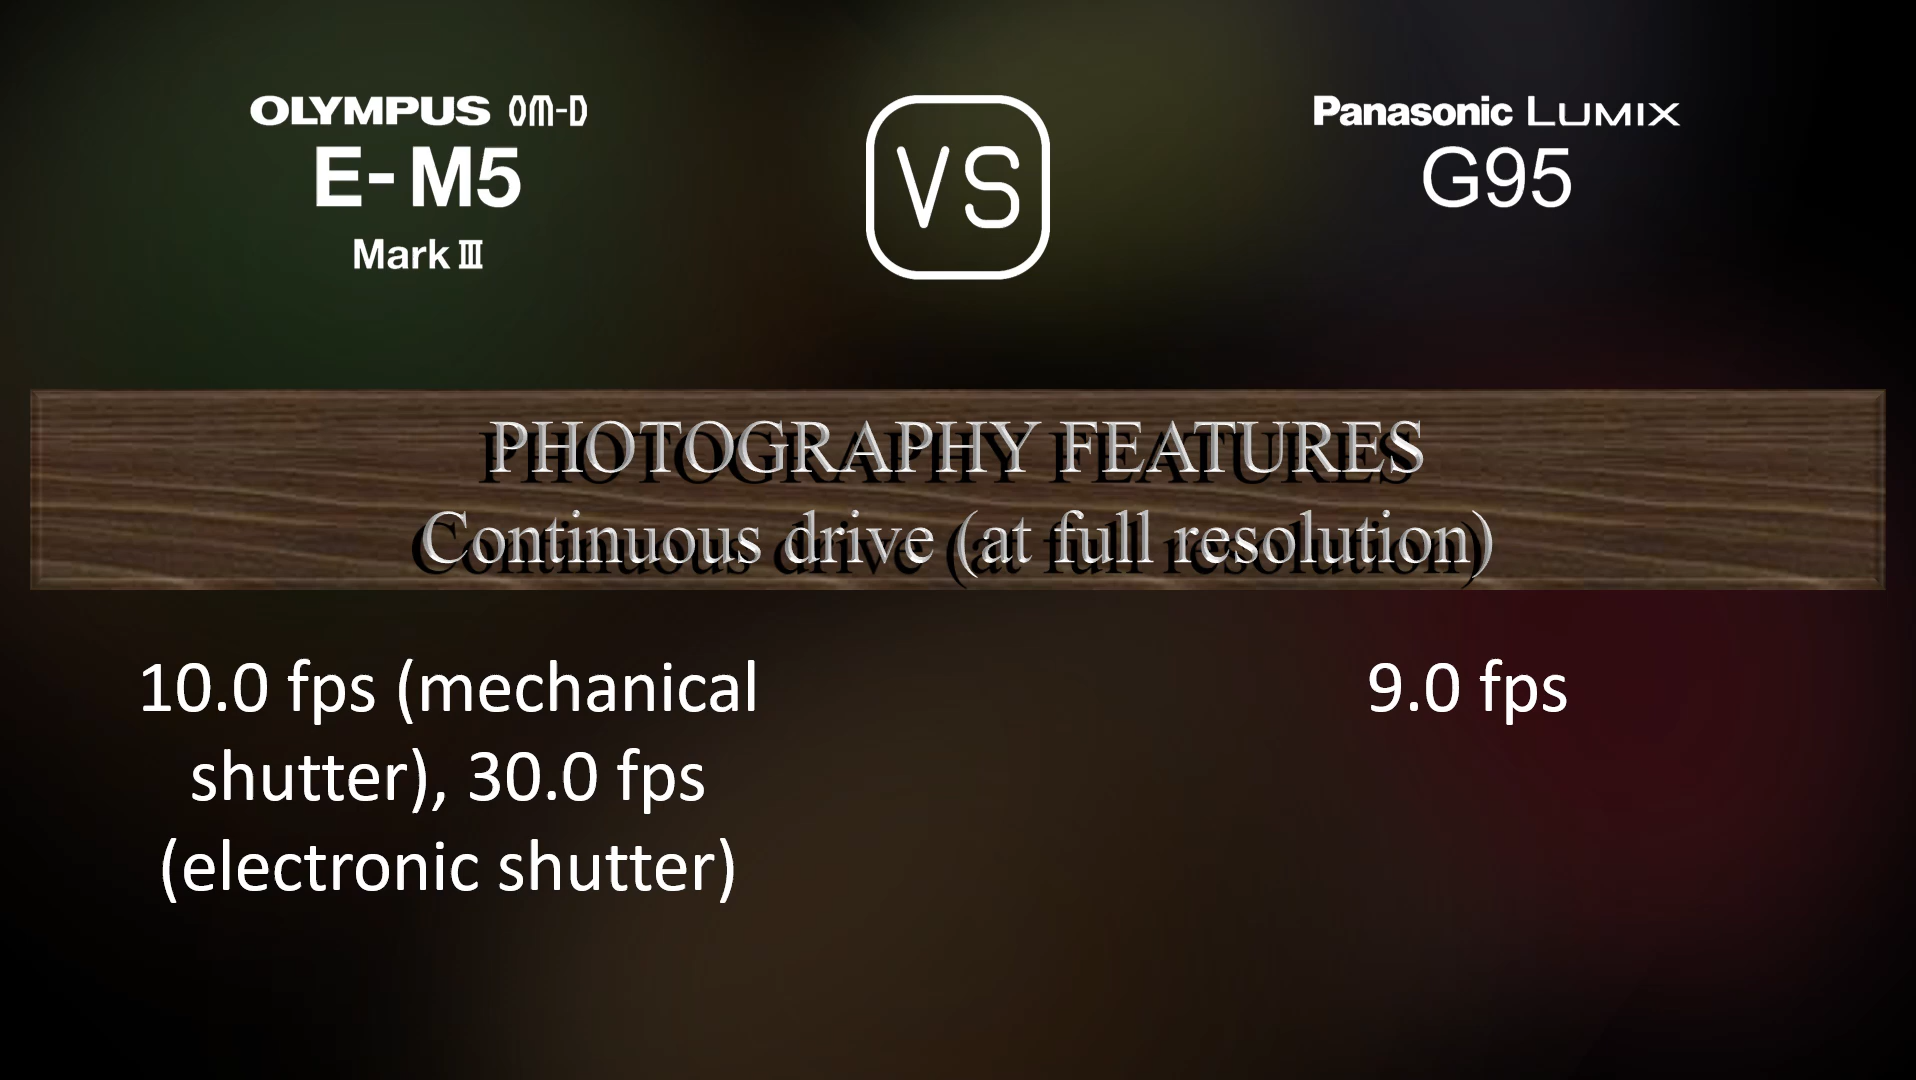 OLYMPUS OM-D
E-M5
Mark III
VS
Panasonic LUMIX
G95
PHOTOGRAPHY FEATURES
Continuous drive (at full resolution)
10.0 fps (mechanical
shutter), 30.0 fps
(electronic shutter)
9.0 fps